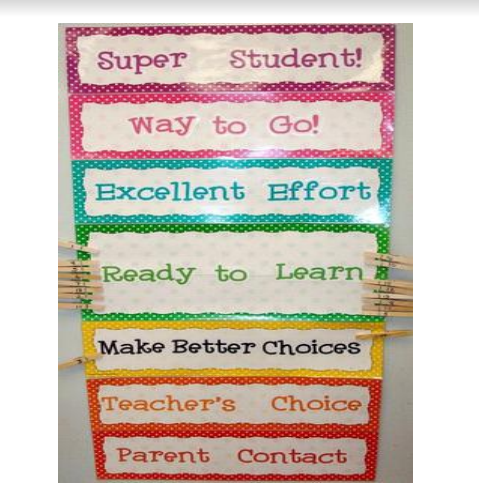 Super Student!
Way to Go!
Excellent Effort
Ready to Learn
Make Better Choices
Teacher's Choice
Parent Contact